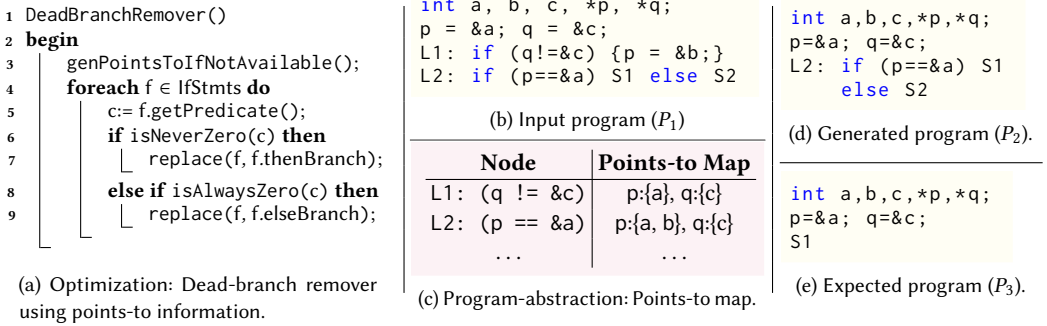 1 DeadBranchRemover()
2 begin
3 genPointsToIfNotAvailable();
4 foreach f ∈ IfStmts do
5 c:= f.getPredicate();
6 if isNeverZero(c) then
7 replace(f, f.thenBranch);
8 else if isAlwaysZero(c) then
9 replace(f, f.elseBranch);
(a) Optimization: Dead-branch remover
using points-to information.
int a, b, c, *p, *q;
p = &a; q = &c;
L1: if (q!=&c) {p = &b;}
L2: if (p==&a) S1 else S2
(b) Input program (P1)
Node Points-to Map
L1: (q != &c) p:{a}, q:{c}
L2: (p == &a) p:{a, b}, q:{c}
... ...
(c) Program-abstraction: Points-to map.
int a,b,c,*p,*q;
p=&a; q=&c;
L2: if (p==&a) S1
else S2
(d) Generated program (P2).
int a,b,c,*p,*q;
p=&a; q=&c;
S1
(e) Expected program (P3).